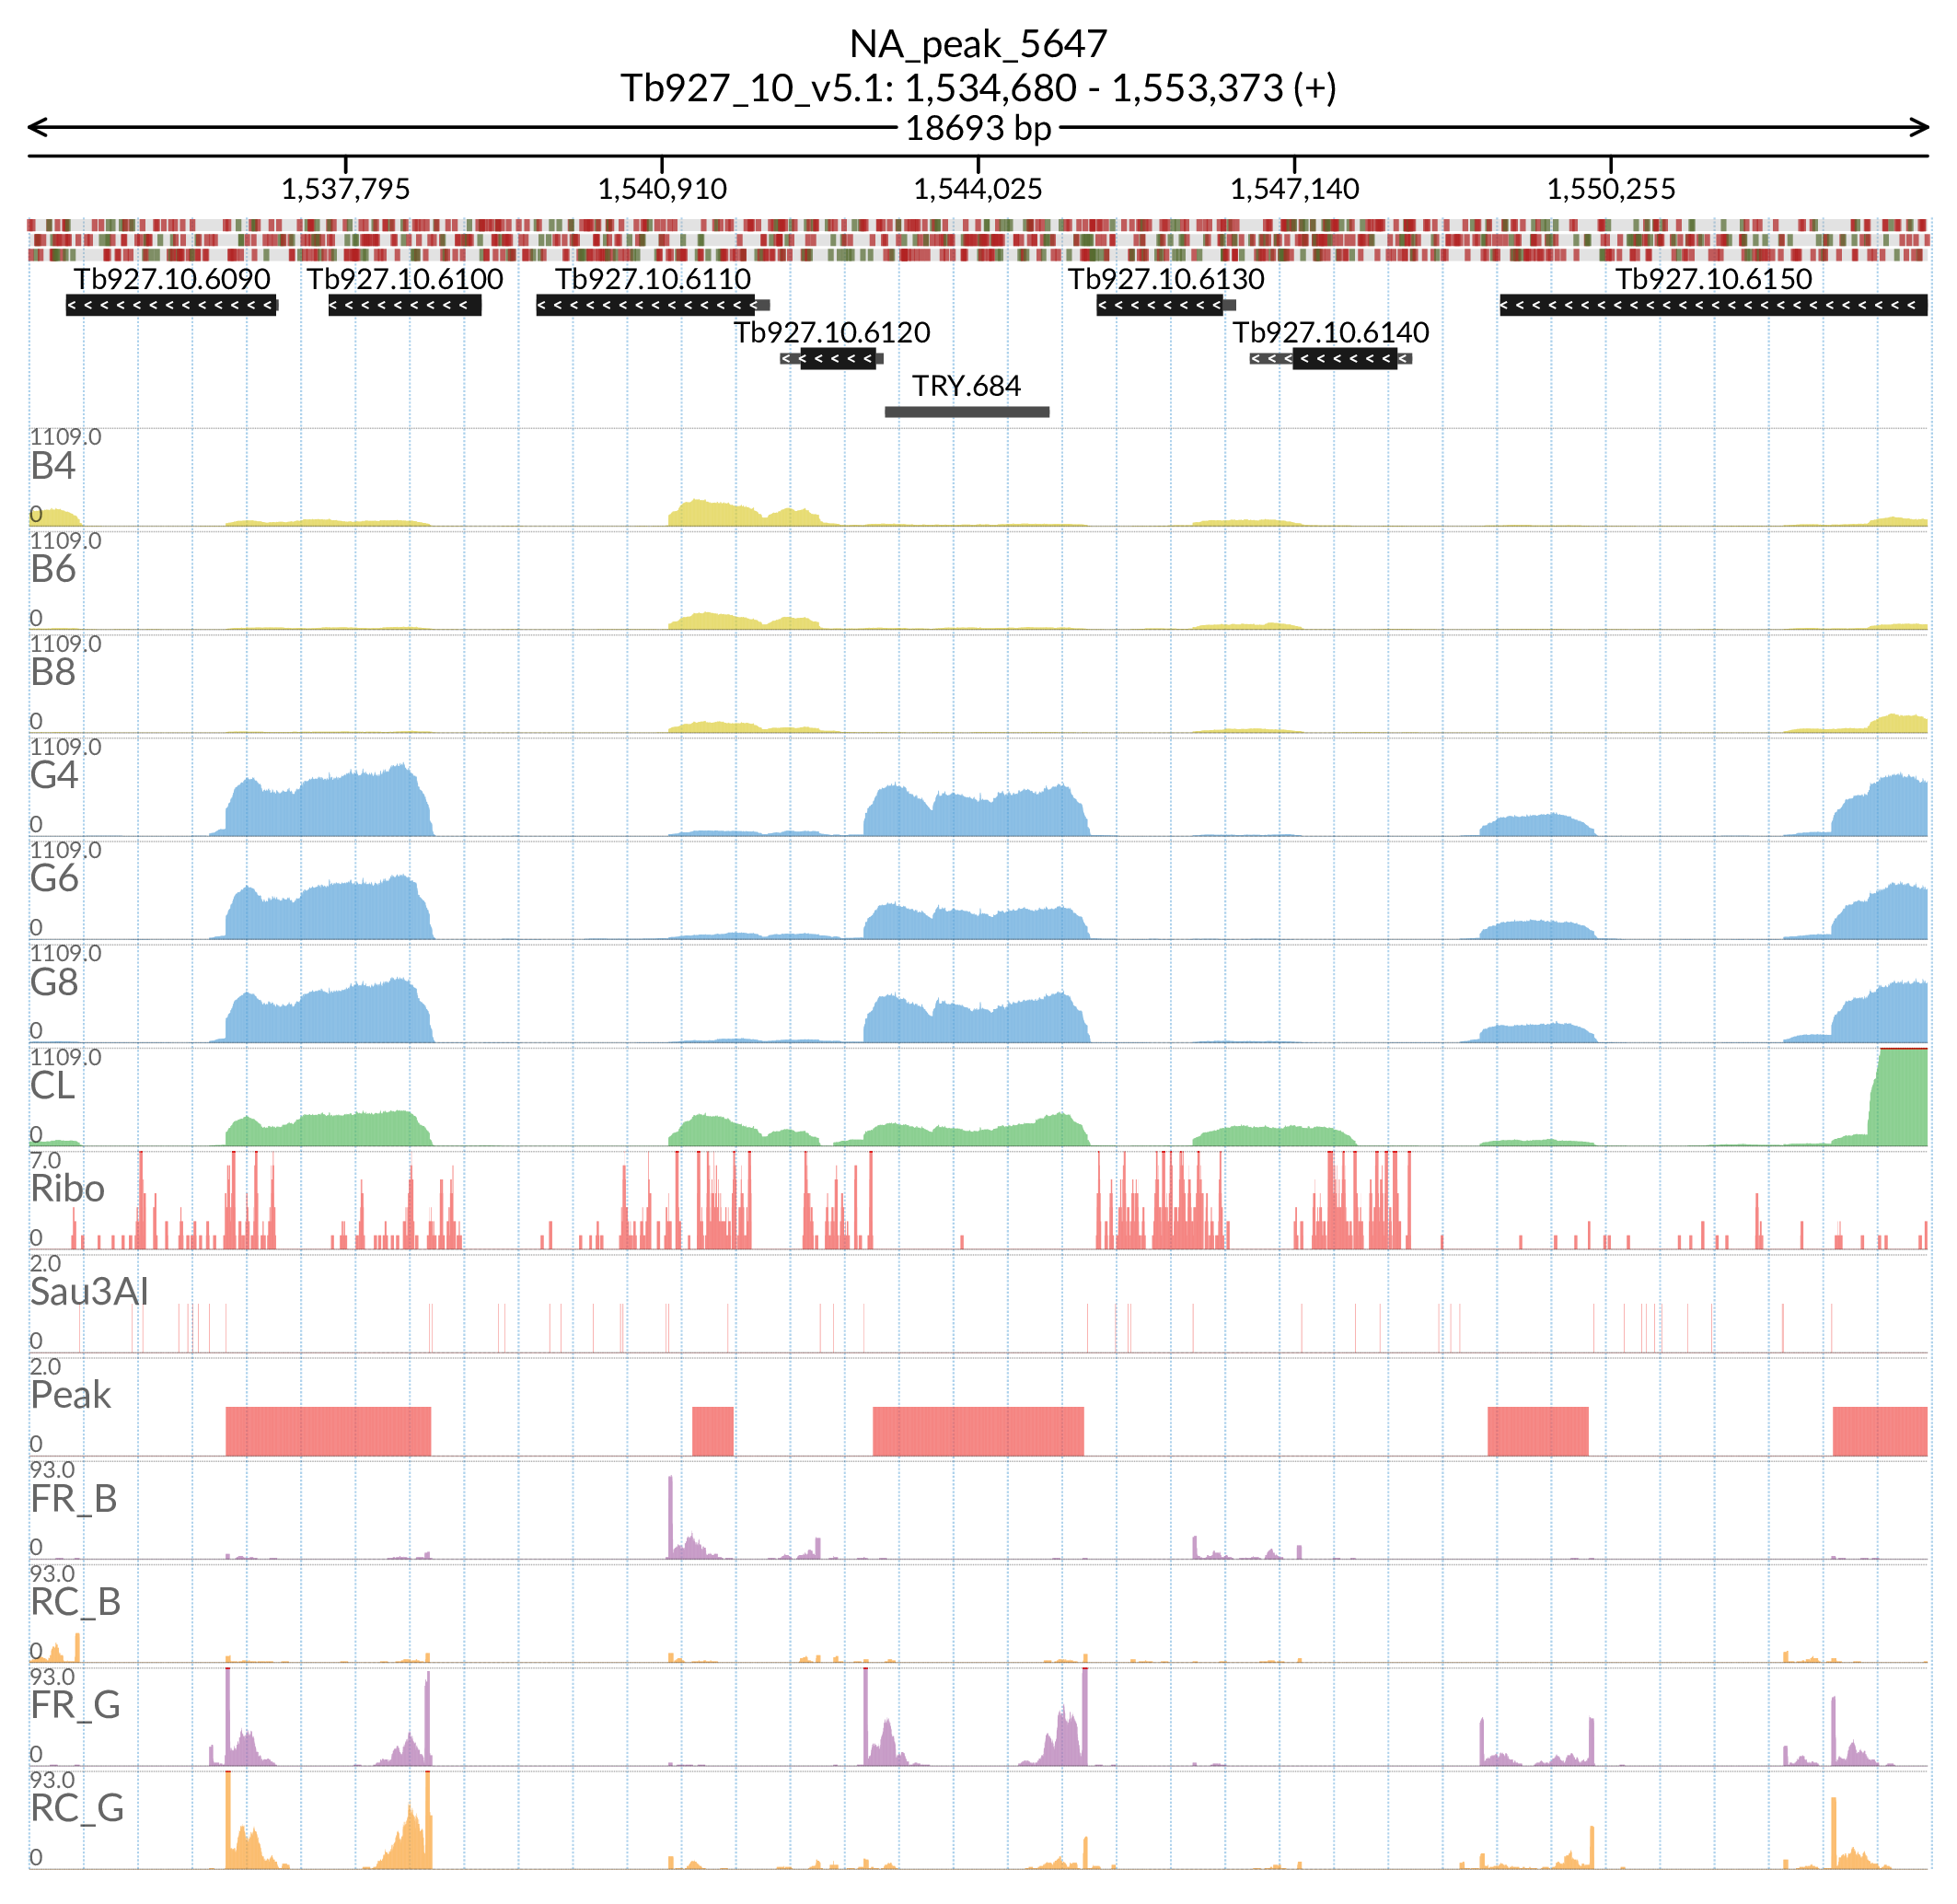 NA_peak_5647
Tb927_10_v5.1: 1,534,680 - 1,553,373 (+)
18693 bp
1,537,795 1,540,910 1,544,025 1,547,140 1,550,255
Tb927.10.6090 Tb927.10.6100 Tb927.10.6110 Tb927.10.6130 Tb927.10.6150
Tb927.10.6120 Tb927.10.6140
TRY.684
1109.0
B4
0
1109.0
B6
0
1109.0
B8
0
1109.0
G4
0
1109.0
G6
0
1109.0
G8
0
1109.0
CL
0
7.0
Ribo
0
2.0
Sau3AI
0
2.0
Peak
0
93.0
FR_B
0
93.0
RC_B
0
93.0
FR_G
0
93.0
RC_G
0